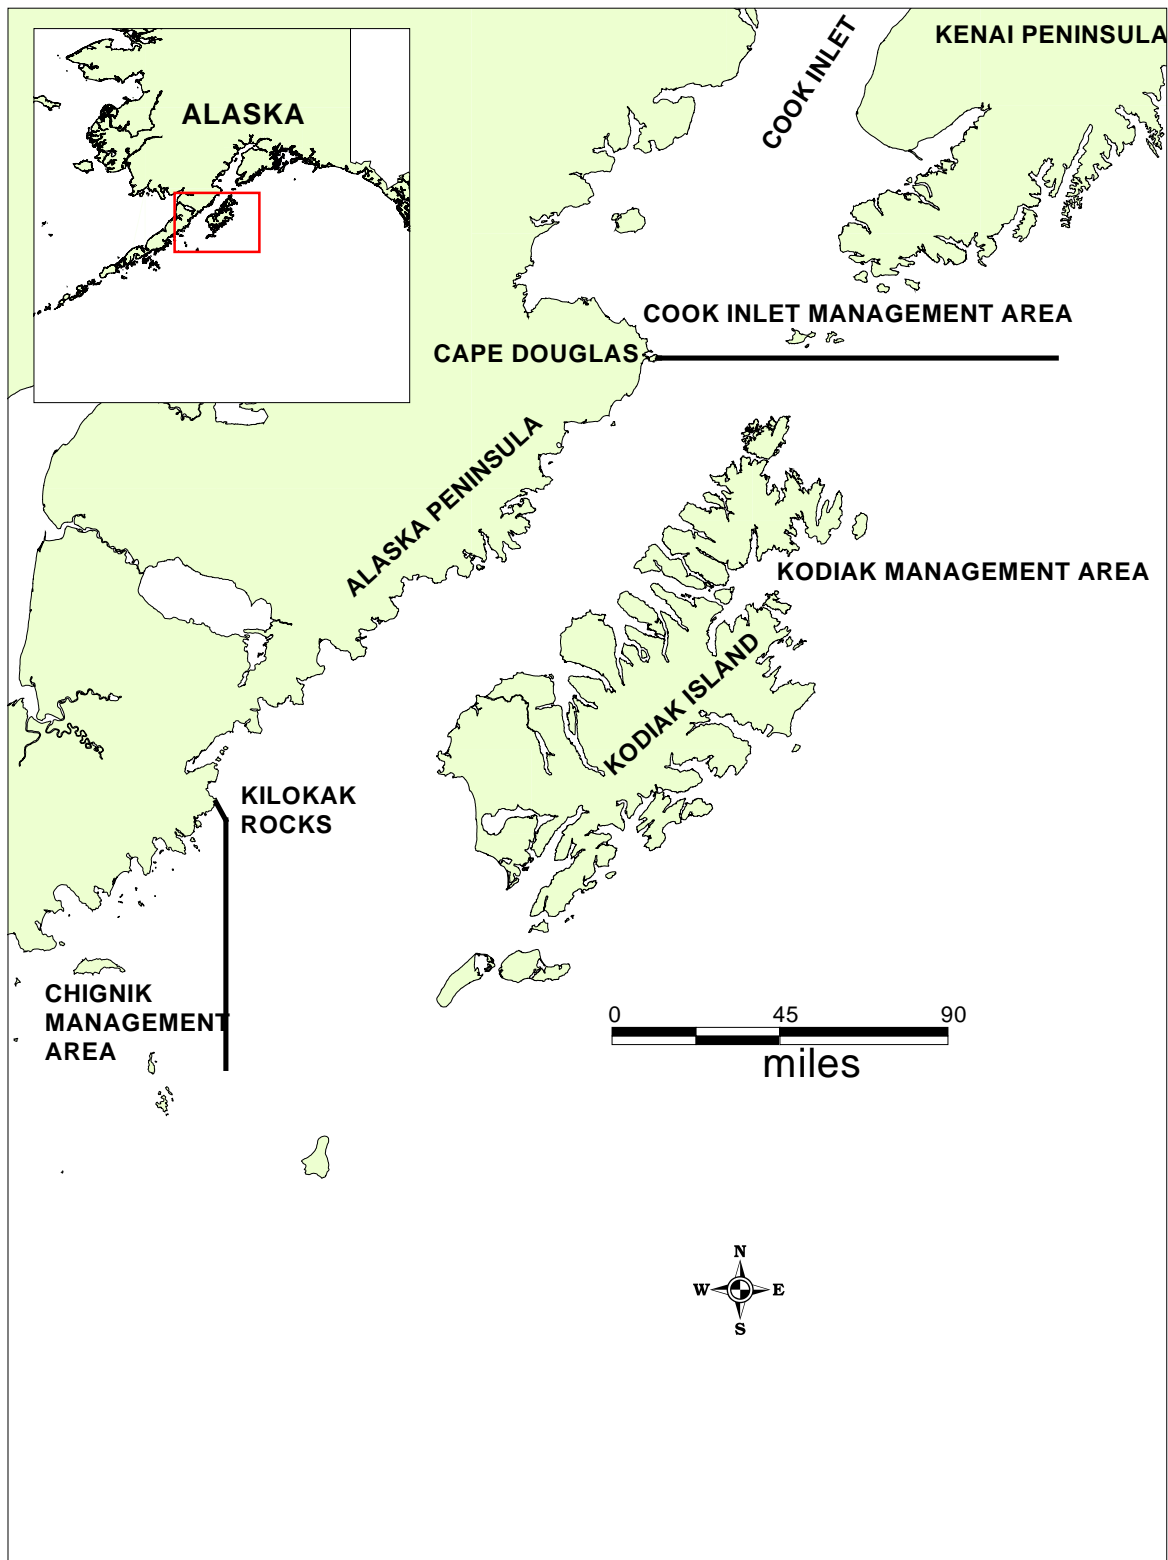 KENAI PENINSULA
COOK INLET
ALASKA
COOK INLET MANAGEMENT AREA
CAPE DOUGLAS
ALASKA PENINSULA
KODIAK MANAGEMENT AREA
KODIAK ISLAND
KILOKAK
ROCKS
CHIGNIK
MANAGEMENT
AREA
0 45 90
miles
N
W E
S